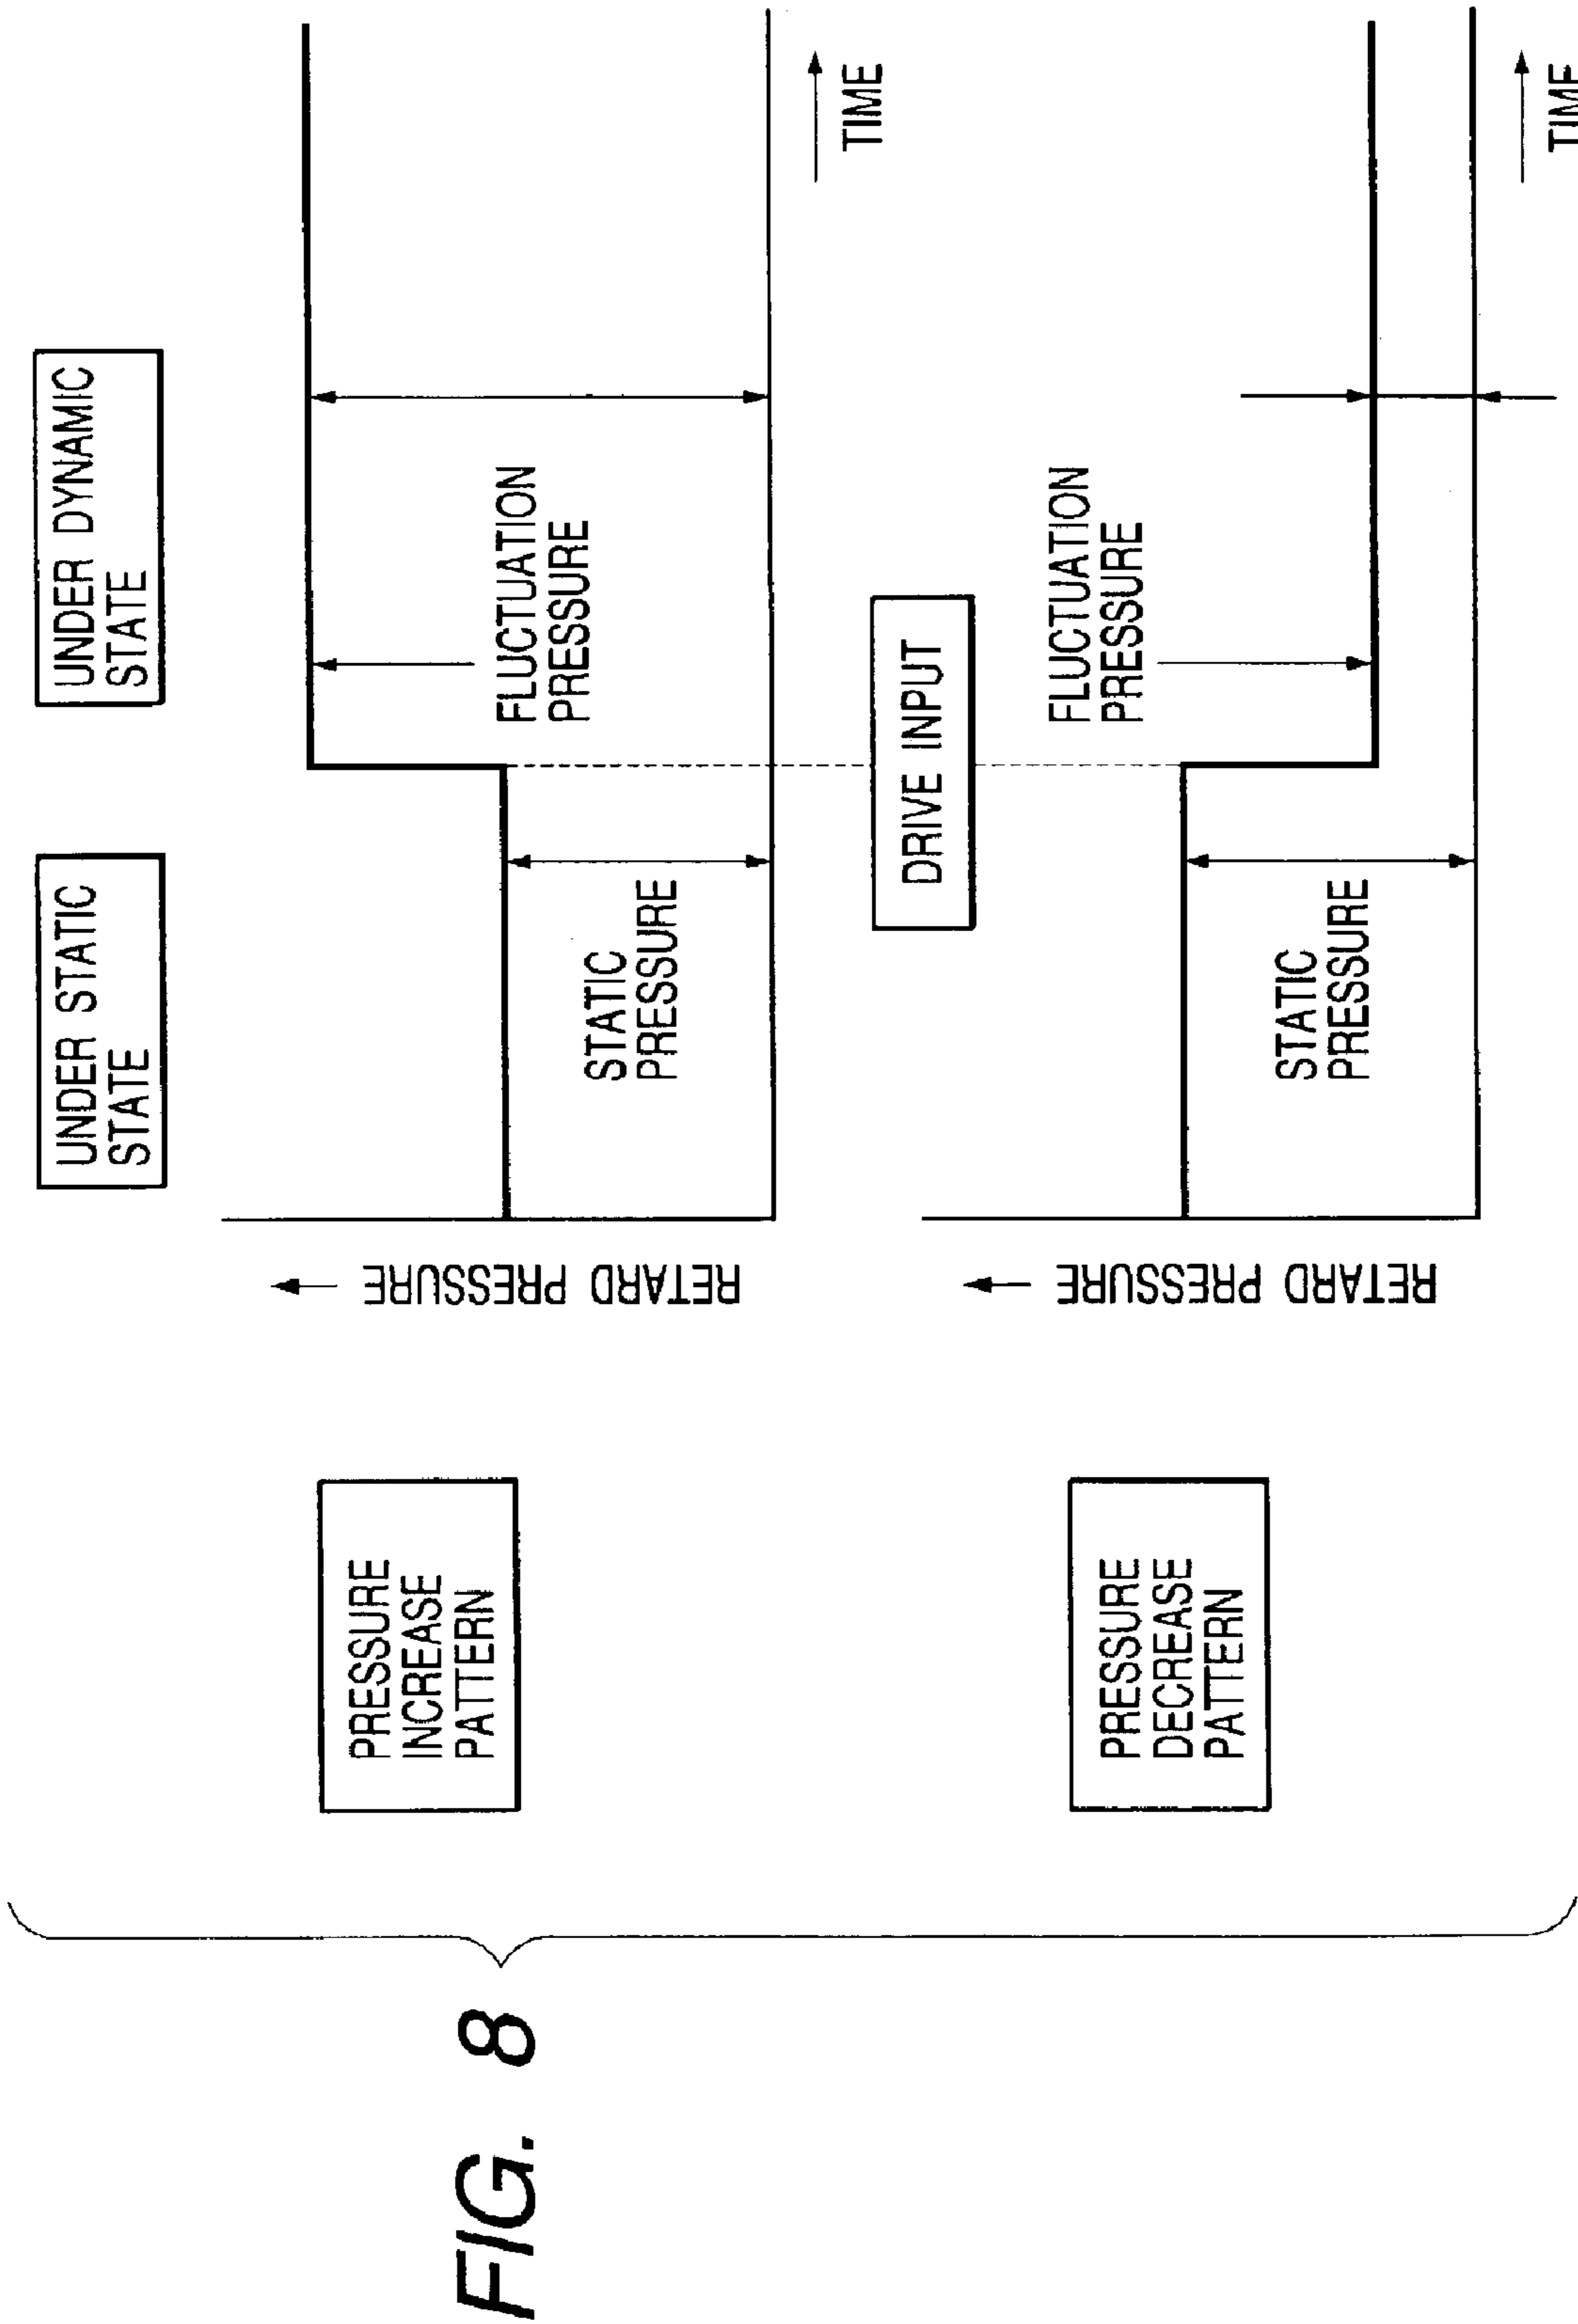 FIG. 8
UNDER STATIC
STATE
UNDER DYNAMIC
STATE
PRESSURE
INCREASE
PATTERN
RETARD PRESSURE
STATIC
PRESSURE
FLUCTUATION
PRESSURE
TIME
DRIVE INPUT
PRESSURE
DECREASE
PATTERN
RETARD PRESSURE
STATIC
PRESSURE
FLUCTUATION
PRESSURE
TIME